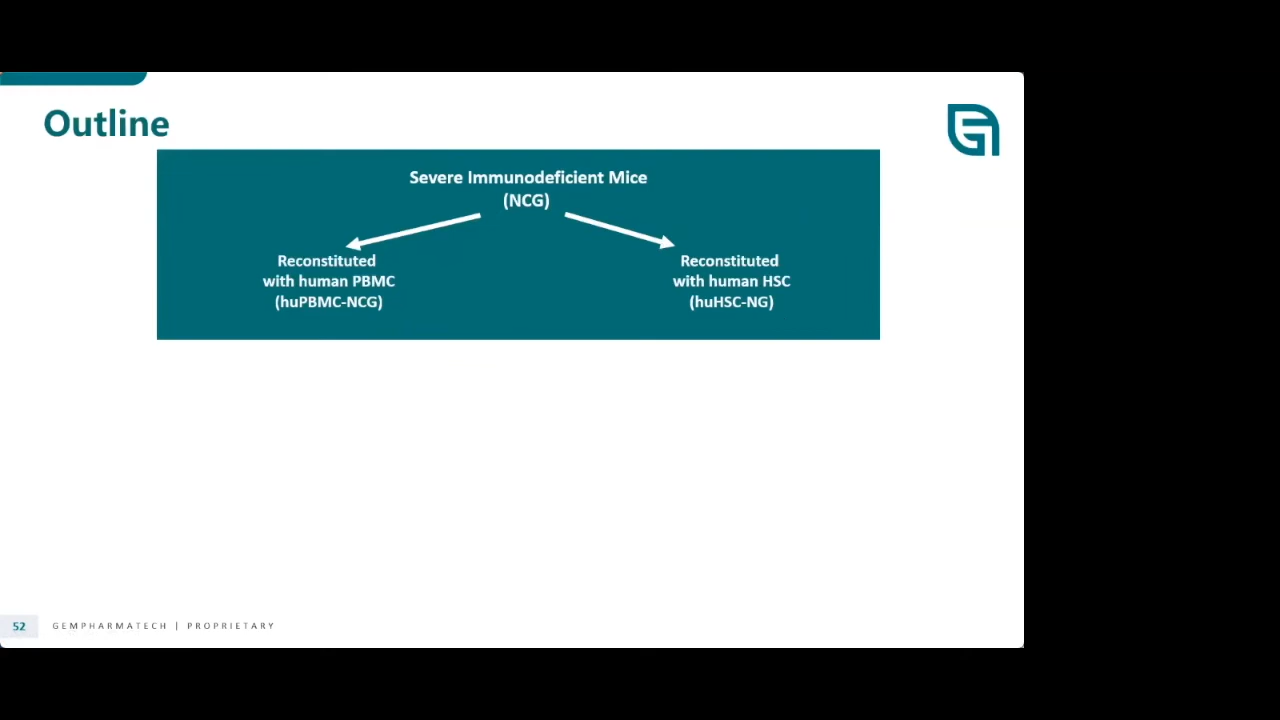 Outline
Severe Immunodeficient Mice
(NCG)
Reconstituted
with human PBMC
(huPBMC-NCG)
Reconstituted
with human HSC
(huHSC-NG)
52
GEMPHARMATECH | PROPRIETARY